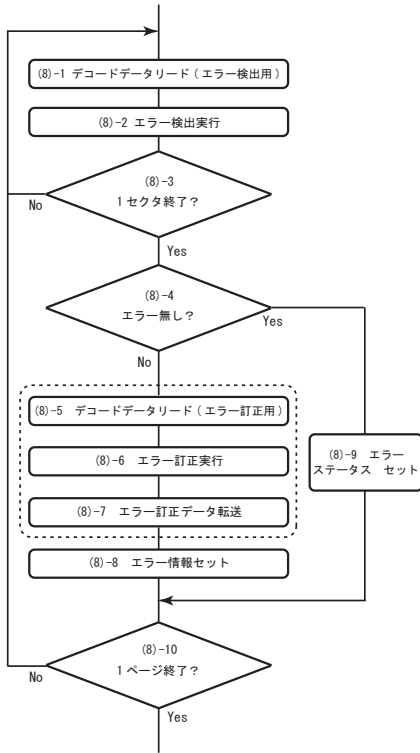 (8)-1 デコードデータリード ( エラー検出用 )
(8)-2 エラー検出実行
(8)-3
1 セクタ終了？
No
Yes
(8)-4
エラー無し？
Yes
No
(8)-5 デコードデータリード ( エラー訂正用 )
(8)-6 エラー訂正実行
(8)-9 エラー
ステータス セット
(8)-7 エラー訂正データ転送
(8)-8 エラー情報セット
(8)-10
1 ページ終了？
No
Yes